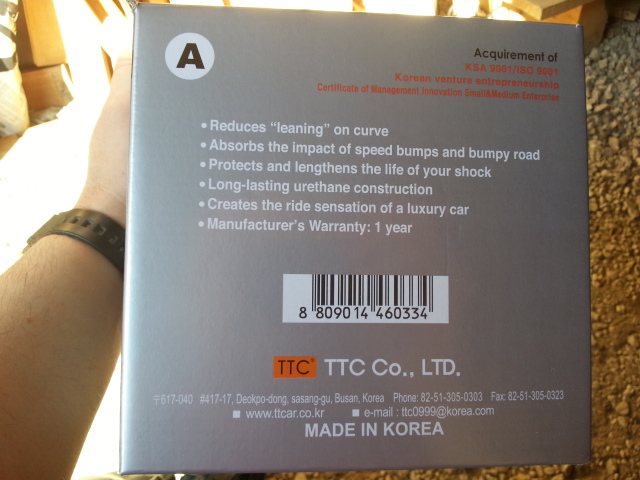 A
Acquirement of
KSA 9001/ISO 9001
Korean venture entrepreneurship
Certificate of Management innovation Small&Medium Enterprise
• Reduces “leaning” on curve
• Absorbs the impact of speed bumps and bumpy road
• Protects and lengthens the life of your shock
• Long-lasting urethane construction
• Creates the ride sensation of a luxury car
• Manufacturer's Warranty: 1 year
8 809014 460334
TTC® TTC Co., LTD.
〒617-040 #417-17, Deokpo-dong, sasang-gu, Busan, Korea Phone: 82-51-305-0303 Fax: 82-51-305-0323
■ www.ttcar.co.kr ■ e-mail : ttc0999@korea.com
MADE IN KOREA